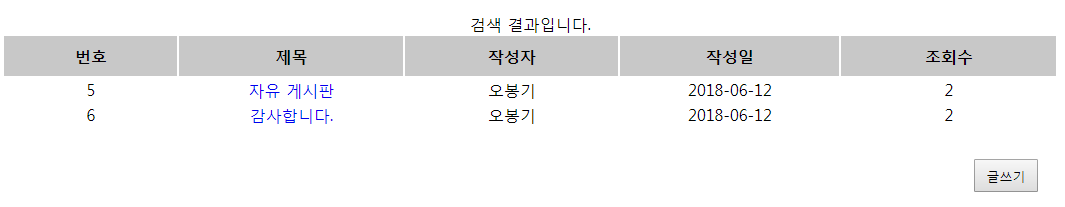 검색 결과입니다.
번호 제목 작성자 작성일 조회수
5 자유 게시판 오봉기 2018-06-12 2
6 감사합니다. 오봉기 2018-06-12 2
글쓰기